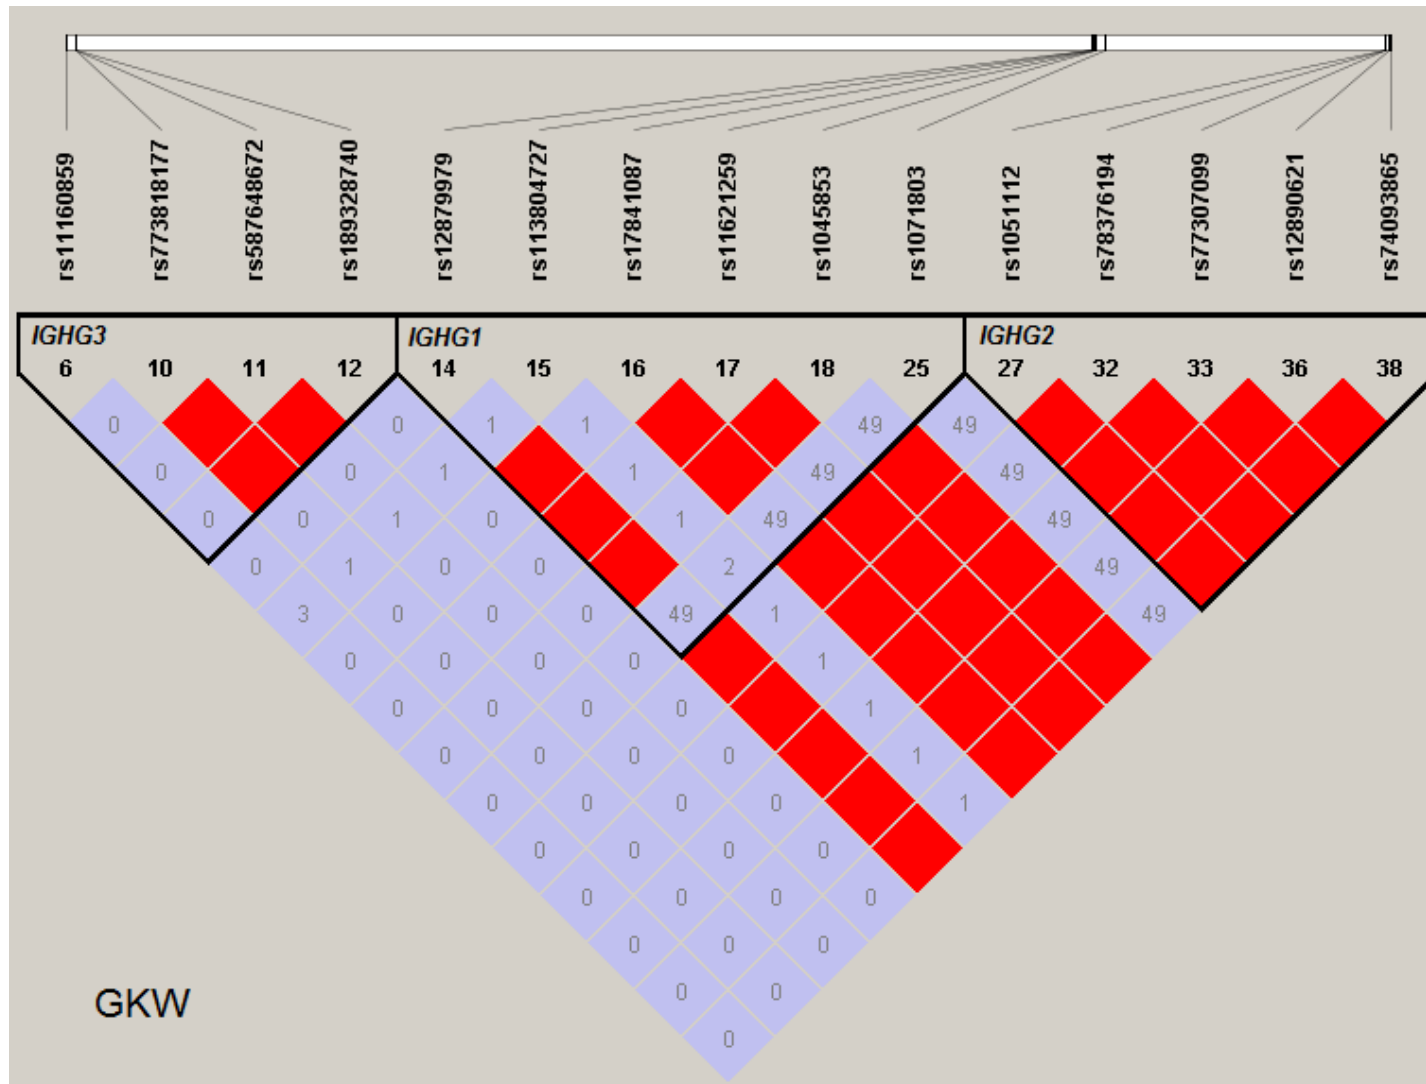 rs11160859
rs773818177
rs587648672
rs189328740
rs12879979
rs113804727
rs17841087
rs11621259
rs1045853
rs1071803
rs1051112
rs78376194
rs77307099
rs12890621
rs74093865
IGHG3 IGHG1 IGHG2
6 10 11 12 14 15 16 17 18 25 27 32 33 36 38
0 0 1 1 49 49
0 0 1 1 49 49
0 0 1 0 1 49 49
0 1 0 0 2 49
3 0 0 0 49 1 49
0 0 0 0 1
0 0 0 0 1
0 0 0 0 1
0 0 0 0 1
0 0 0 0
0 0 0 0
0 0 0
0 0
0
GKW